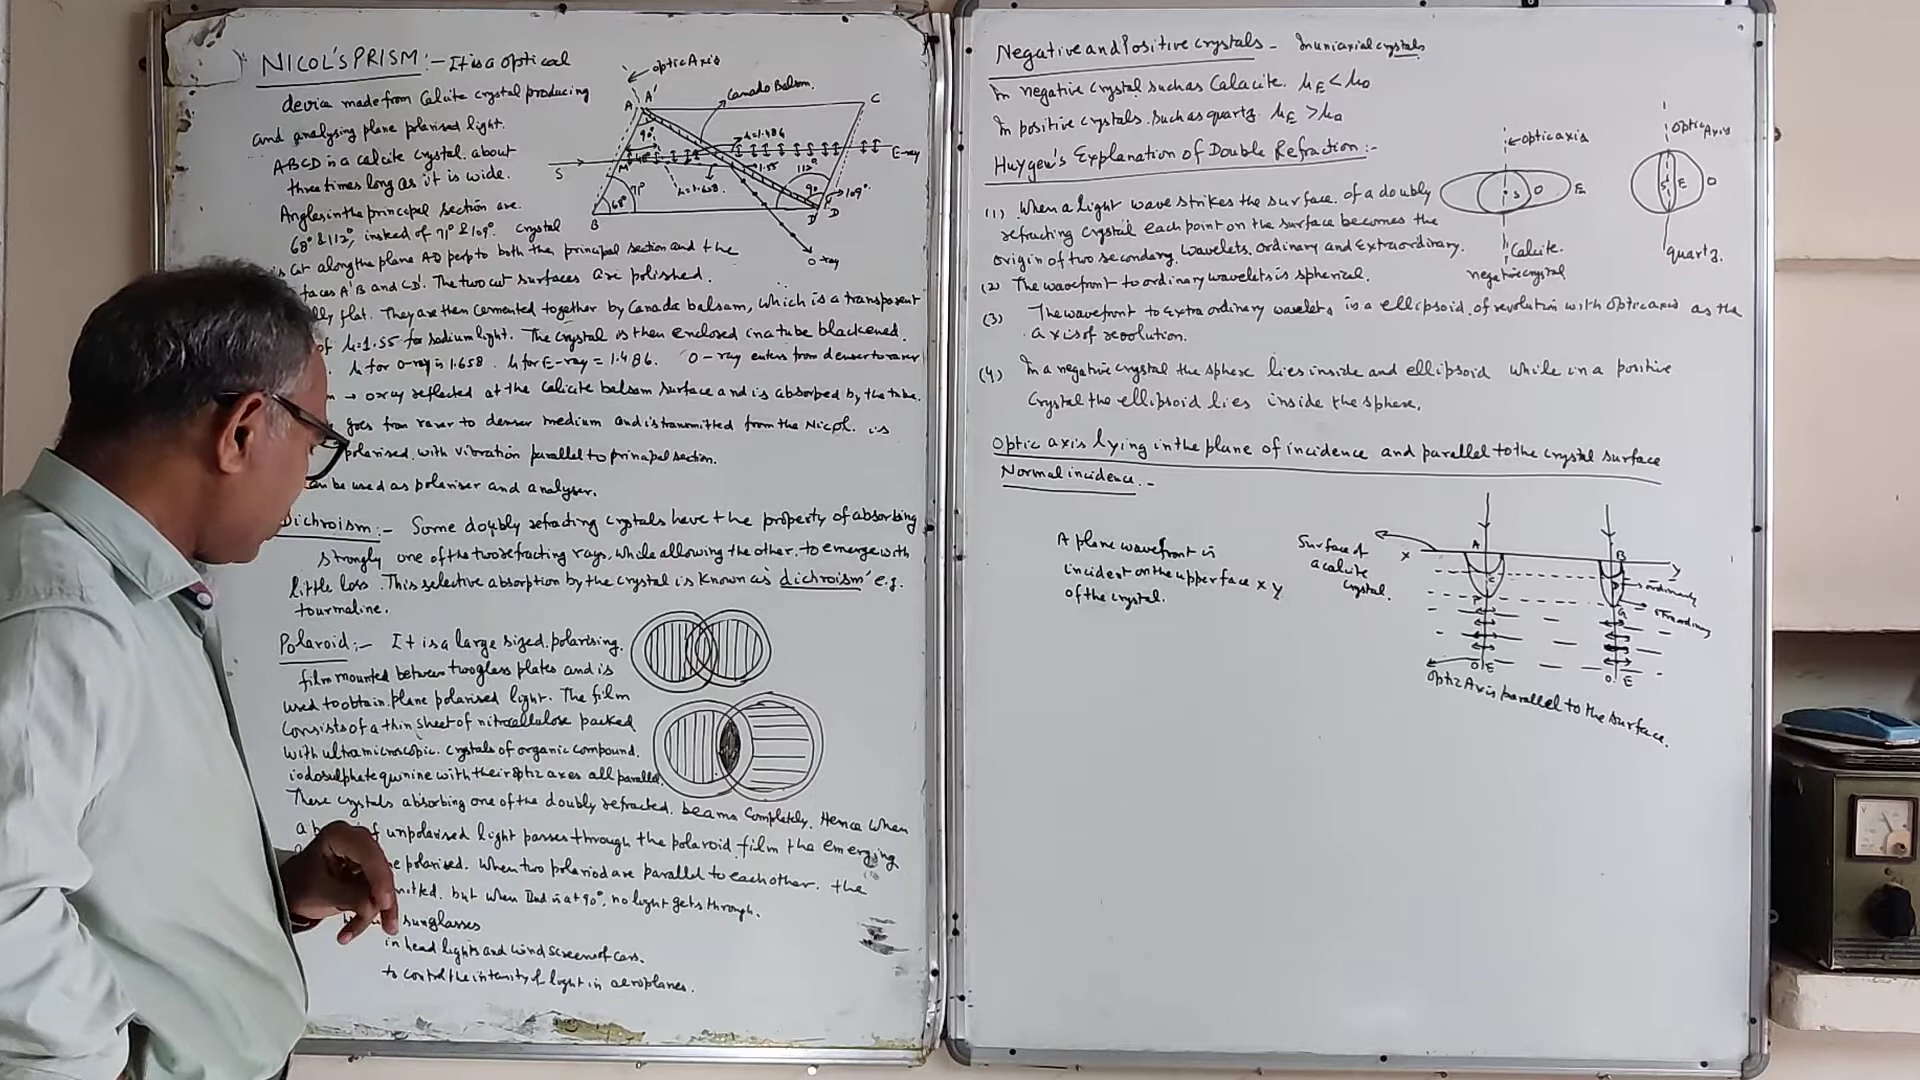 NICOL'S PRISM :- It is a optical
device made from Calcite crystal producing
and analysing plane polarised light.
ABCD is a calcite crystal about
three times long as it is wide.
Angles in the principal section are
68° & 112°, instead of 71° & 109°. crystal
is cut along the plane A'D perp to both the principal section and the
faces A'B and CD'. The two cut surfaces are polished
lly flat. They are then cemented together by Canada balsam, which is a transparent
of μ=1.55 for sodium light. The crystal is then enclosed in a tube blackened.
μ for O-ray is 1.658. μ for E-ray = 1.486. O-ray enters from denser to rarer
→ o ray reflected at the calcite balsam surface and is absorbed by the tube.
goes from rarer to denser medium and is transmitted from the Nicol. is
polarised with vibration parallel to principal section.
can be used as polariser and analyser.
optic Axis
Canada Balsam.
A A' C
90°
μ=1.486
E-ray
S
M
1.55
112°
μ=1.658
71°
68°
90
109°
B D' D
O ray
Dichroism :- Some doubly refracting crystals have the property of absorbing
strongly one of the two refracting rays, while allowing the other to emerge with
little loss. This selective absorption by the crystal is known as dichroism' e.g.
tourmaline.
Polaroid :- It is a large sized polarising
film mounted between two glass plates and is
used to obtain plane polarised light. The film
Consists of a thin sheet of nitrocellulose packed
with ultramicroscopic crystals of organic compound
iodosulphate quinine with their optic axes all parallel.
These crystals absorbing one of the doubly refracted beams Completely. Hence when
a unpolarised light passes through the polaroid film the emerging
polarised. When two polariod are parallel to each other. the
mitted. but when IInd is at 90°, no light gets through.
sunglasses
in head lights and wind screen of cars.
to control the intensity of light in aeroplanes.
Negative and Positive crystals - In uniaxial crystals
In negative crystal such as Calacite. μE < μo
In positive crystals such as quartz μE > μo
Huygen's Explanation of Double Refraction :-
(1) When a light wave strikes the surface of a doubly
refracting crystal each point on the surface becomes the
origin of two secondary wavelets, ordinary and Extraordinary.
(2) The wavefront to ordinary wavelets is spherical.
(3) The wavefront to extra ordinary wavelets is a ellipsoid of revolution with optic axis as the
axis of revolution.
(4) In a negative crystal the sphere lies inside and ellipsoid while in a positive
Crystal the ellipsoid lies inside the sphere.
optic axis
S O E
Calcite.
negative crystal
optic Axis
S E O
quartz.
Optic axis lying in the plane of incidence and parallel to the crystal surface
Normal incidence. -
A plane wavefront is
incident on the upper face X Y
of the crystal.
Surface of
a calcite
crystal.
X A B Y
ordinary
O E
O E
Optic Axis parallel to the surface.